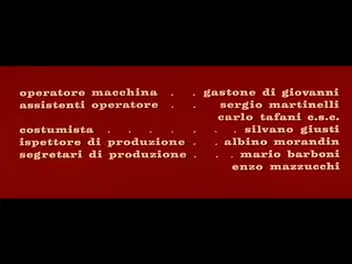 operatore macchina . . gastone di giovanni
assistenti operatore . . sergio martinelli
carlo tafani c.s.c.
costumista . . . . . . . silvano giusti
ispettore di produzione . . albino morandin
segretari di produzione . . . mario barboni
enzo mazzucchi